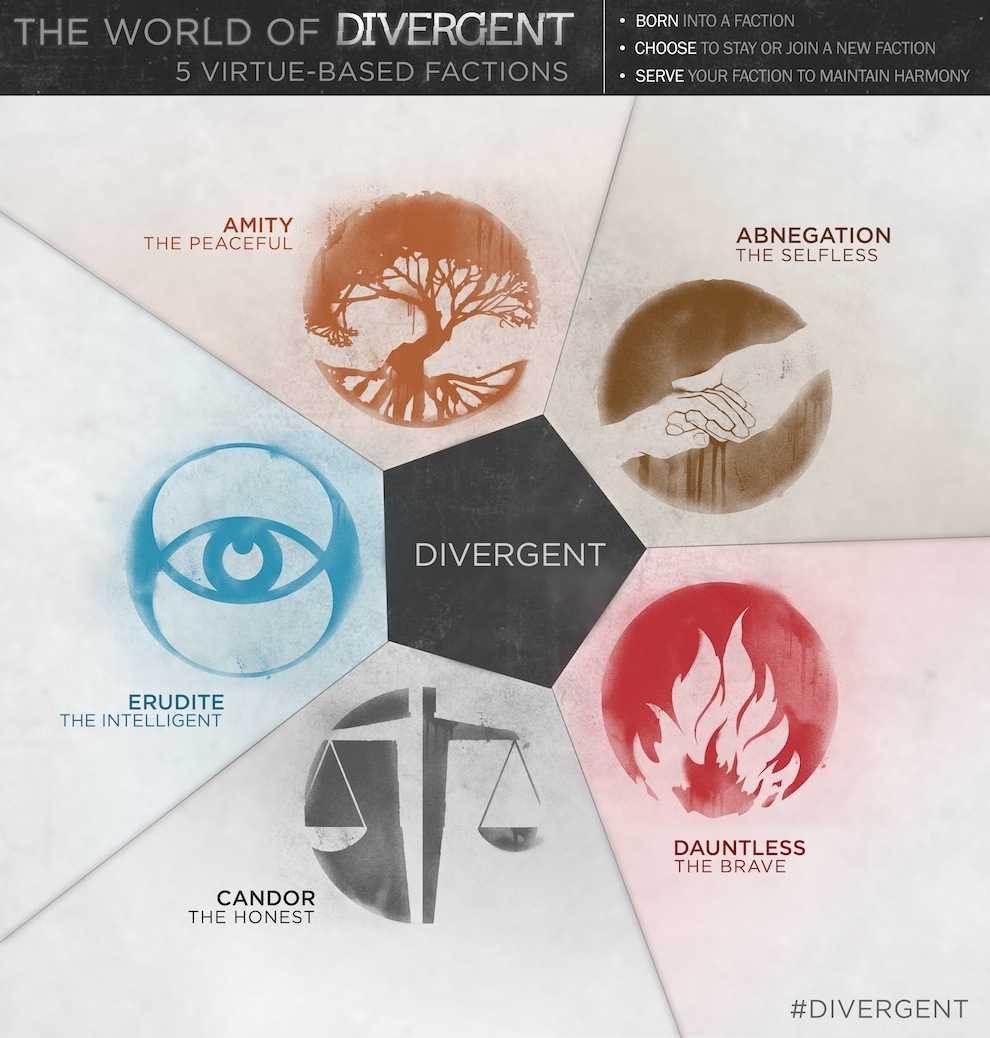 THE WORLD OF DIVERGENT
5 VIRTUE-BASED FACTIONS
• BORN INTO A FACTION
• CHOOSE TO STAY OR JOIN A NEW FACTION
• SERVE YOUR FACTION TO MAINTAIN HARMONY
AMITY
THE PEACEFUL
ABNEGATION
THE SELFLESS
DIVERGENT
ERUDITE
THE INTELLIGENT
DAUNTLESS
THE BRAVE
CANDOR
THE HONEST
#DIVERGENT